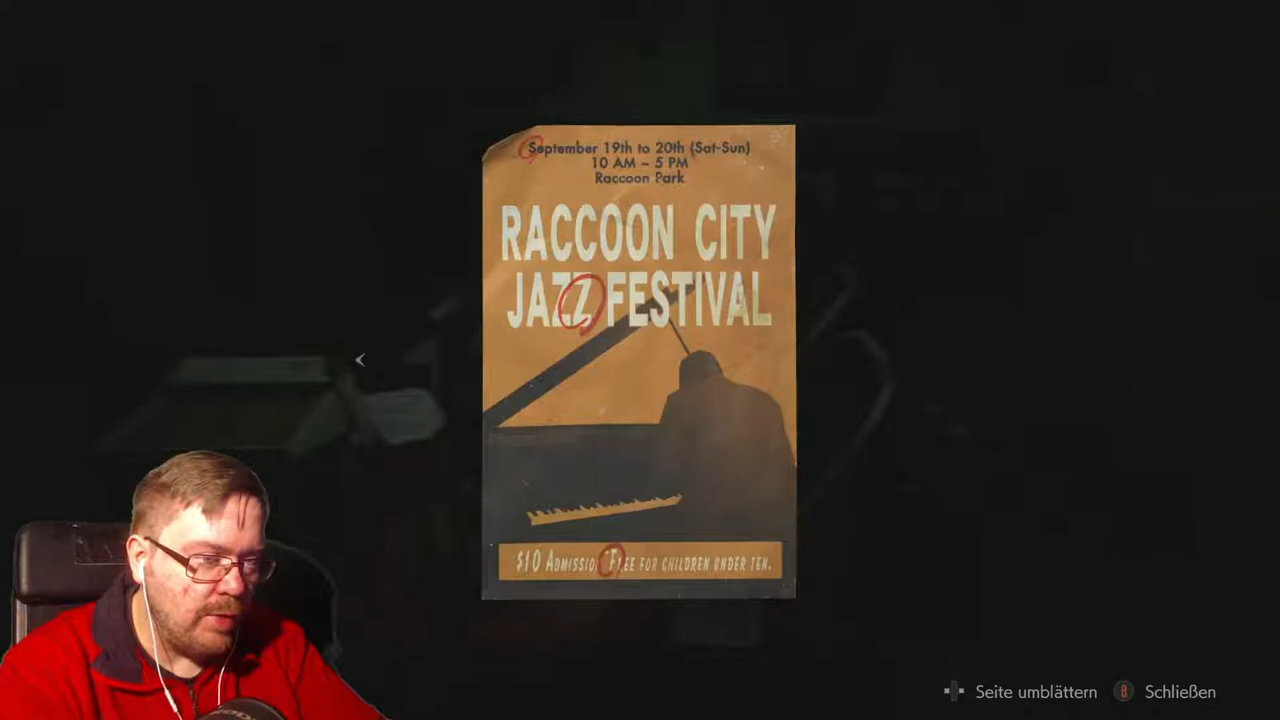 September 19th to 20th (Sat-Sun)
10 AM – 5 PM
Raccoon Park
RACCOON CITY
JAZZ FESTIVAL
$10 Admissio Free for children under ten.
Seite umblättern
B Schließen